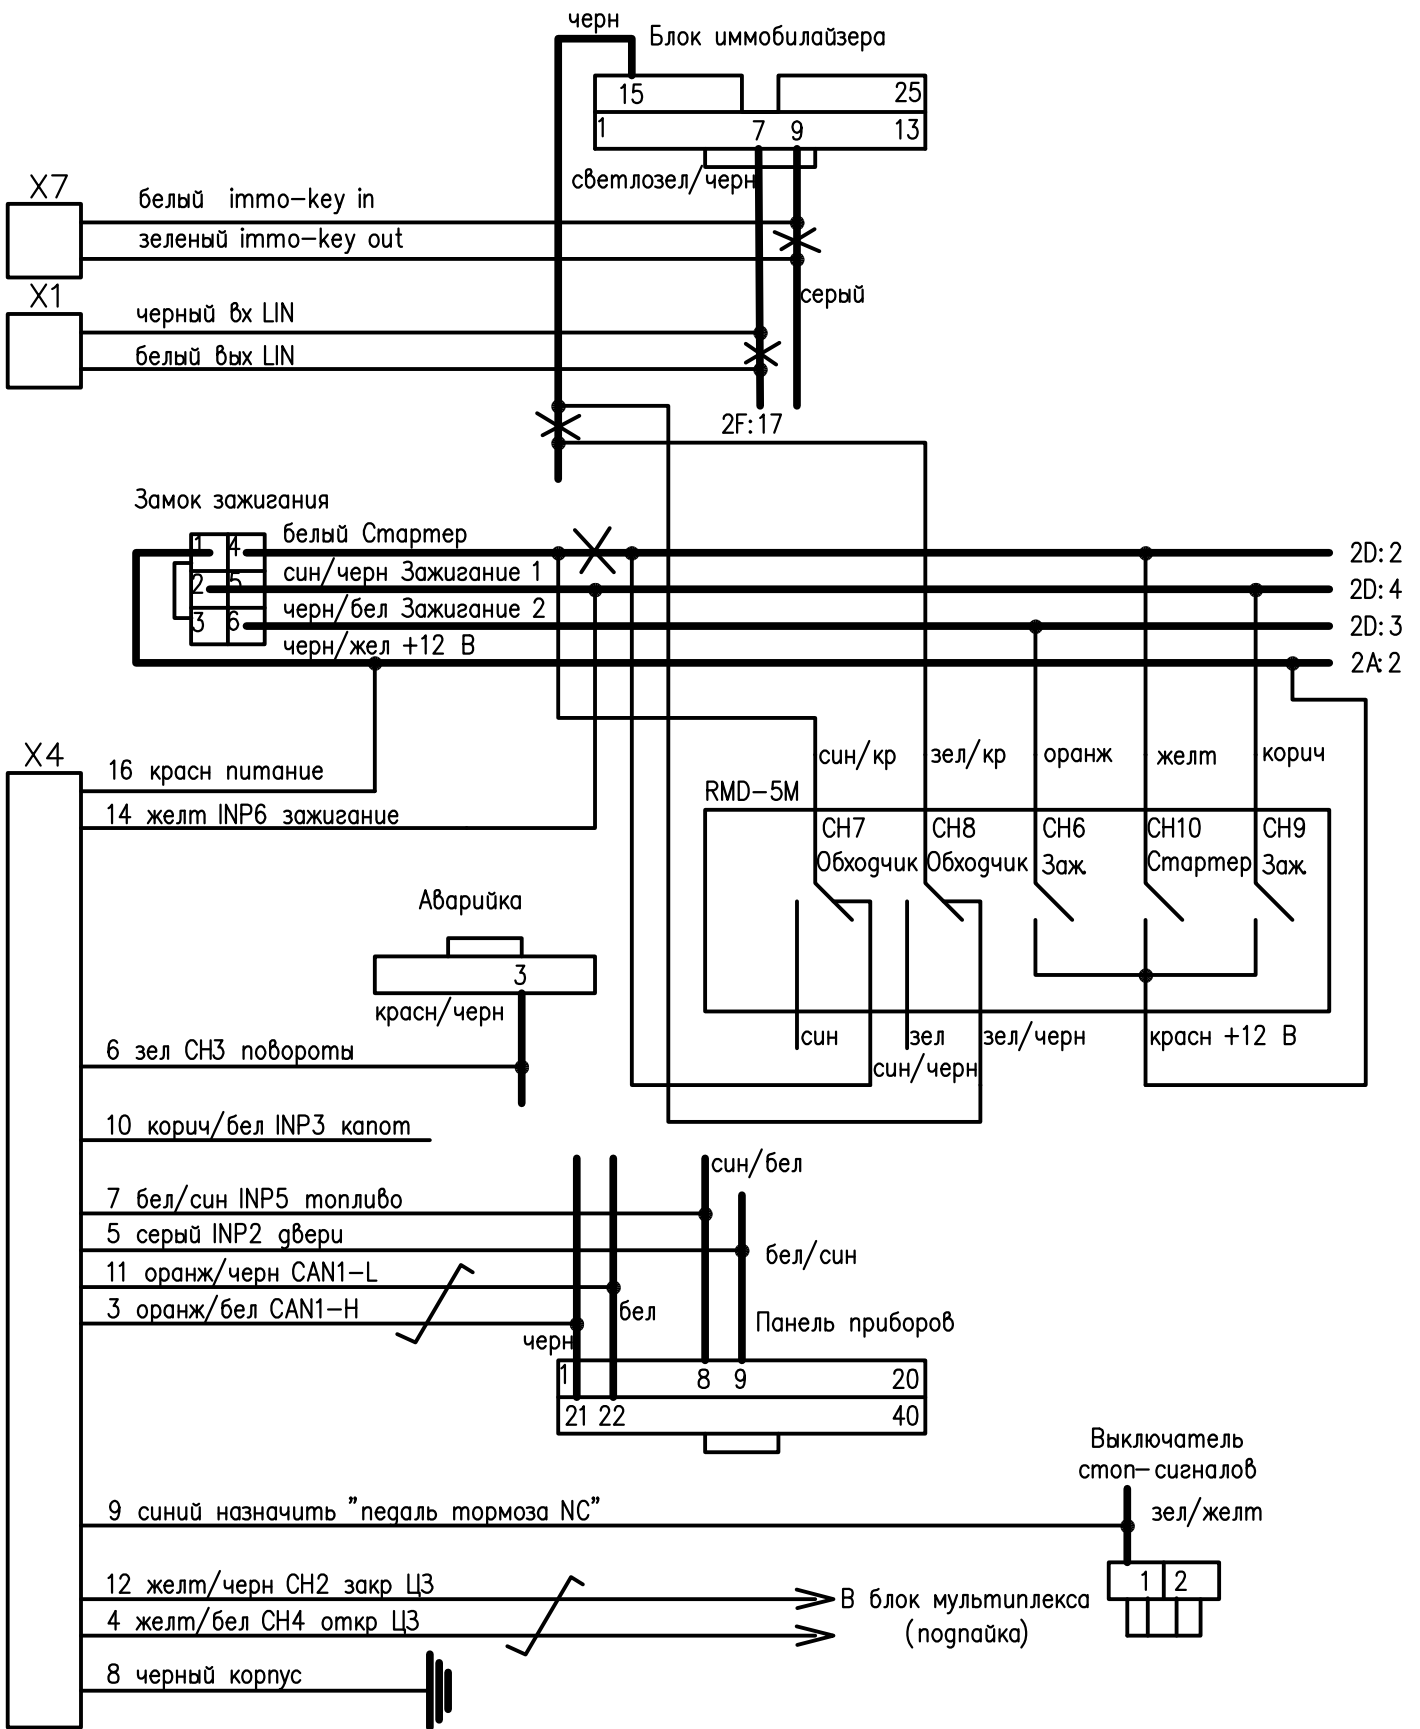 черн
Блок иммобилайзера
15
25
1
7
9
13
светлозел/черн
X7
белый immo-key in
зеленый immo-key out
серый
X1
черный вх LIN
белый вых LIN
2F:17
Замок зажигания
1
4
белый Стартер
2D:2
2
5
син/черн Зажигание 1
2D:4
3
6
черн/бел Зажигание 2
2D:3
черн/жел +12 В
2A:2
X4
16 красн питание
14 желт INP6 зажигание
син/кр
зел/кр
оранж
желт
корич
RMD-5M
CH7
CH8
CH6
CH10
CH9
Обходчик
Обходчик
Заж.
Стартер
Заж.
Аварийка
3
красн/черн
син
зел
зел/черн
красн +12 В
син/черн
6 зел CH3 повороты
10 корич/бел INP3 капот
син/бел
7 бел/син INP5 топливо
5 серый INP2 двери
бел/син
11 оранж/черн CAN1-L
3 оранж/бел CAN1-H
бел
черн
Панель приборов
1
8
9
20
21
22
40
Выключатель
стоп-сигналов
9 синий назначить "педаль тормоза NC"
зел/желт
1
2
12 желт/черн CH2 закр ЦЗ
4 желт/бел CH4 откр ЦЗ
В блок мультиплекса
(подпайка)
8 черный корпус